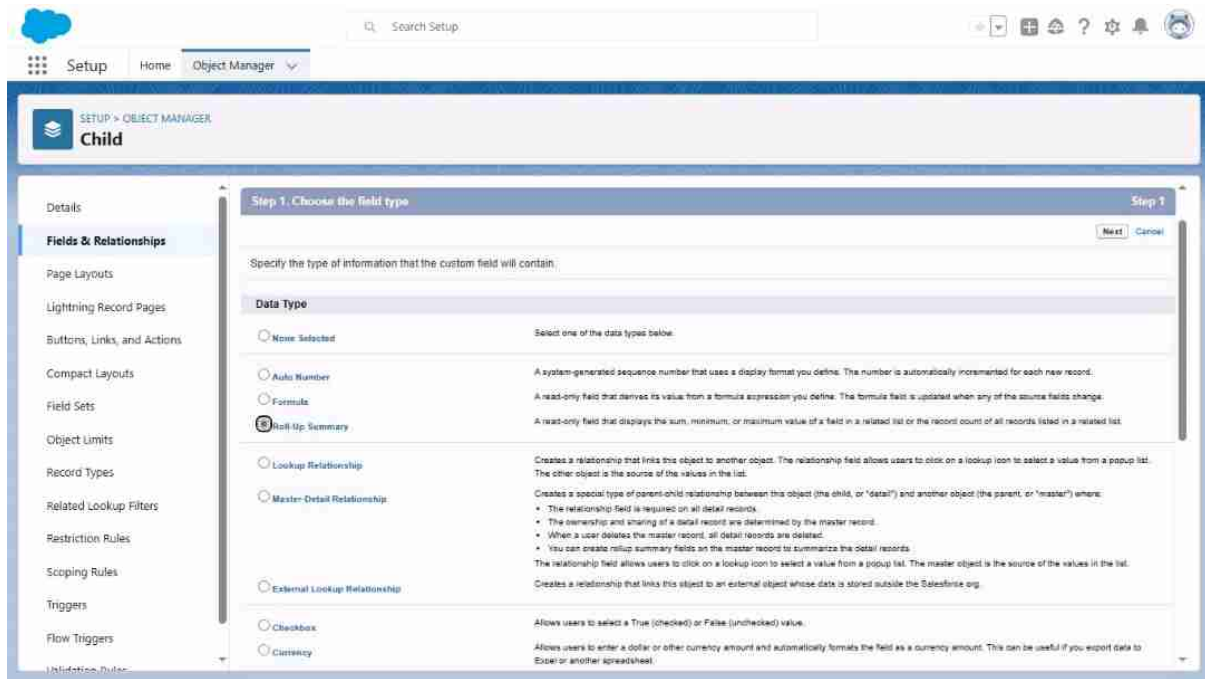 Search Setup
Setup
Home
Object Manager
SETUP > OBJECT MANAGER
Child
Details
Fields & Relationships
Page Layouts
Lightning Record Pages
Buttons, Links, and Actions
Compact Layouts
Field Sets
Object Limits
Record Types
Related Lookup Filters
Restriction Rules
Scoping Rules
Triggers
Flow Triggers
Validation Rules
Step 1. Choose the field type
Step 1
Next Cancel
Specify the type of information that the custom field will contain.
Data Type
None Selected
Select one of the data types below.
Auto Number
A system-generated sequence number that uses a display format you define. The number is automatically incremented for each new record.
Formula
A read-only field that derives its value from a formula expression you define. The formula field is updated when any of the source fields change.
Roll-Up Summary
A read-only field that displays the sum, minimum, or maximum value of a field in a related list or the record count of all records listed in a related list.
Lookup Relationship
Creates a relationship that links this object to another object. The relationship field allows users to click on a lookup icon to select a value from a popup list.
The other object is the source of the values in the list.
Master-Detail Relationship
Creates a special type of parent-child relationship between this object (the child, or "detail") and another object (the parent, or "master") where:
• The relationship field is required on all detail records.
• The ownership and sharing of a detail record are determined by the master record.
• When a user deletes the master record, all detail records are deleted.
• You can create rollup summary fields on the master record to summarize the detail records.
The relationship field allows users to click on a lookup icon to select a value from a popup list. The master object is the source of the values in the list.
External Lookup Relationship
Creates a relationship that links this object to an external object whose data is stored outside the Salesforce org.
Checkbox
Allows users to select a True (checked) or False (unchecked) value.
Currency
Allows users to enter a dollar or other currency amount and automatically formats the field as a currency amount. This can be useful if you export data to
Excel or another spreadsheet.